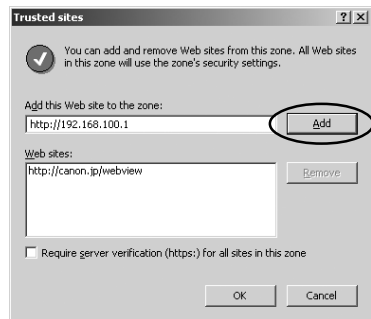 Trusted sites
You can add and remove Web sites from this zone. All Web sites
in this zone will use the zone's security settings.
Add this Web site to the zone:
http://192.168.100.1
Add
Web sites:
http://canon.jp/webview
Remove
Require server verification (https:) for all sites in this zone
OK
Cancel